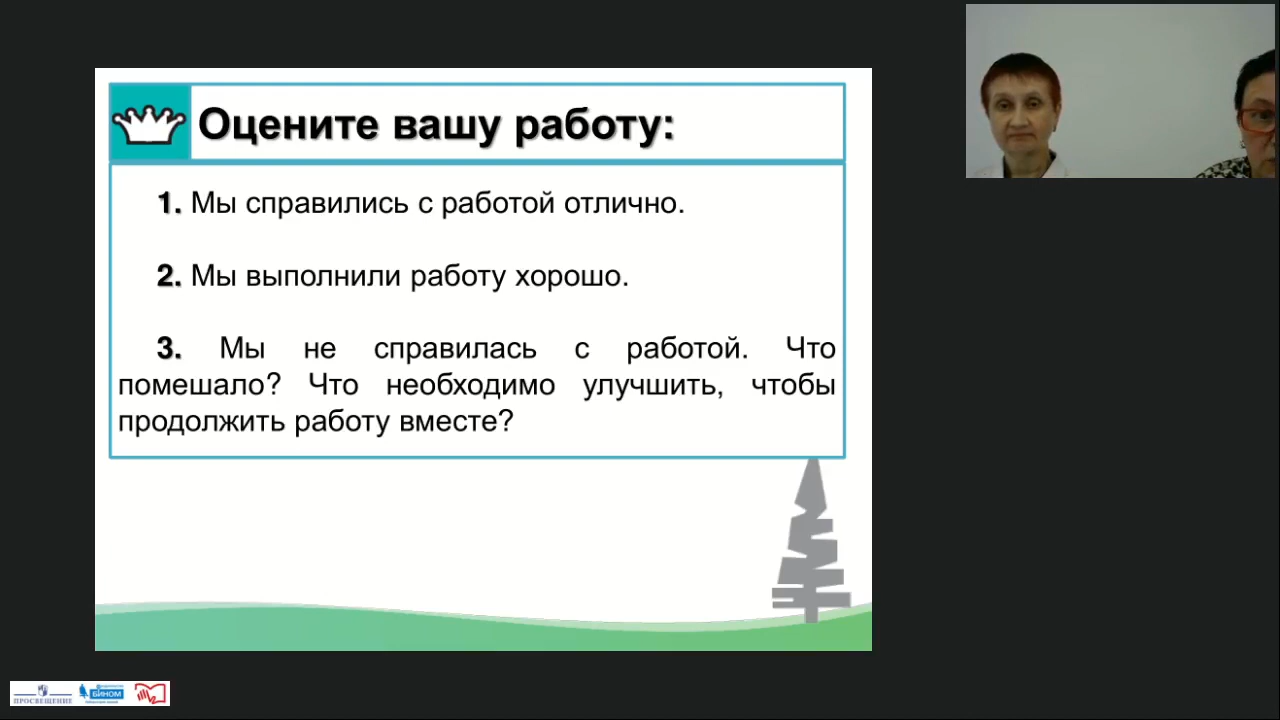 Оцените вашу работу:
1. Мы справились с работой отлично.
2. Мы выполнили работу хорошо.
3. Мы не справилась с работой. Что
помешало? Что необходимо улучшить, чтобы
продолжить работу вместе?
ПРОСВЕЩЕНИЕ
БИНОМ